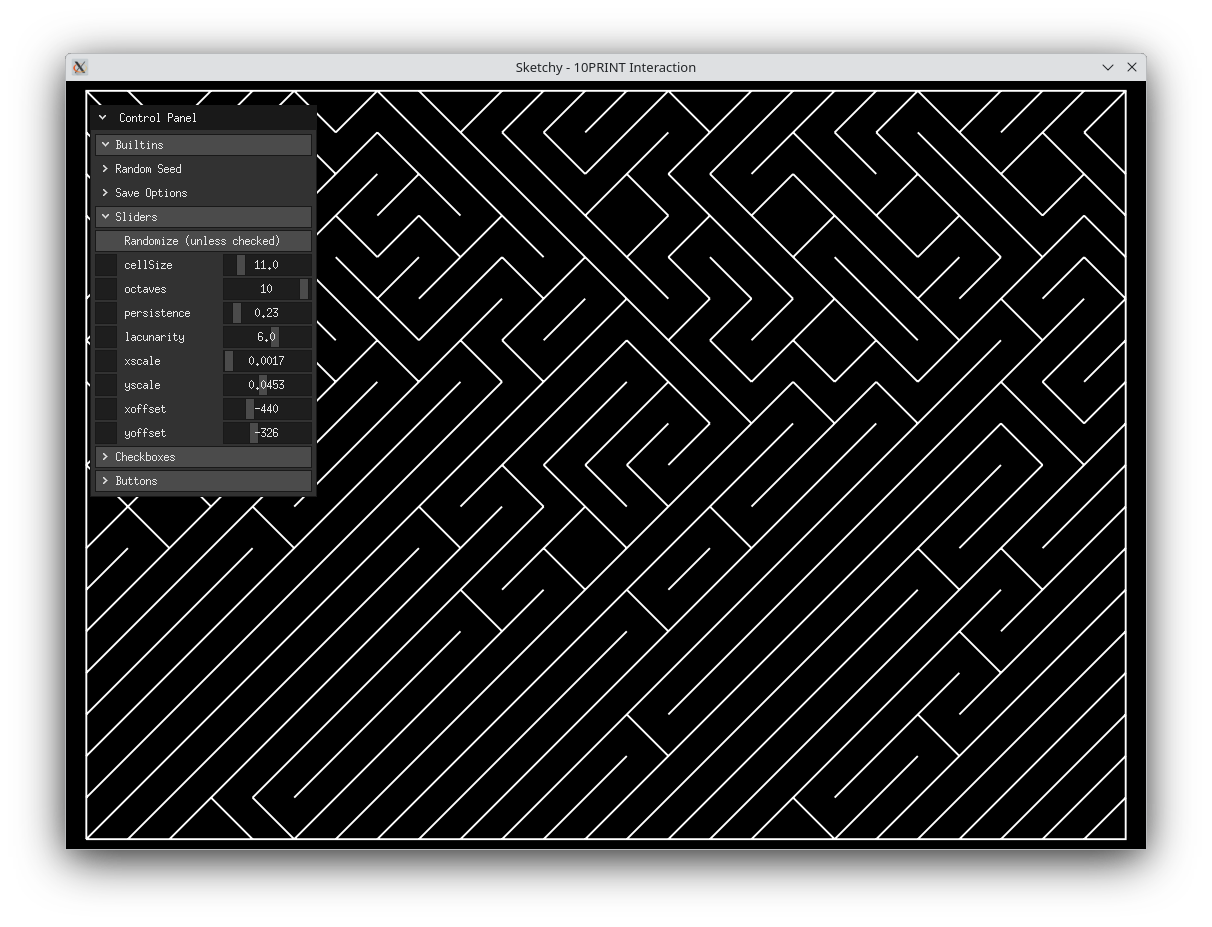 Sketchy - 10PRINT Interaction
Control Panel
Builtins
Random Seed
Save Options
Sliders
Randomize (unless checked)
cellSize 11.0
octaves 10
persistence 0.23
lacunarity 6.0
xscale 0.0017
yscale 0.0453
xoffset -440
yoffset -326
Checkboxes
Buttons